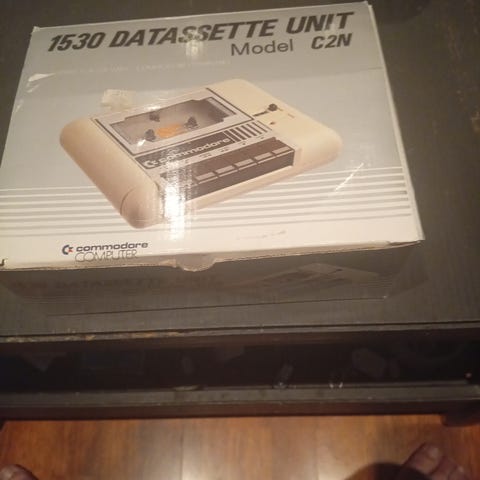 1530 DATASSETTE UNIT
Model C2N
commodore
commodore
COMPUTER